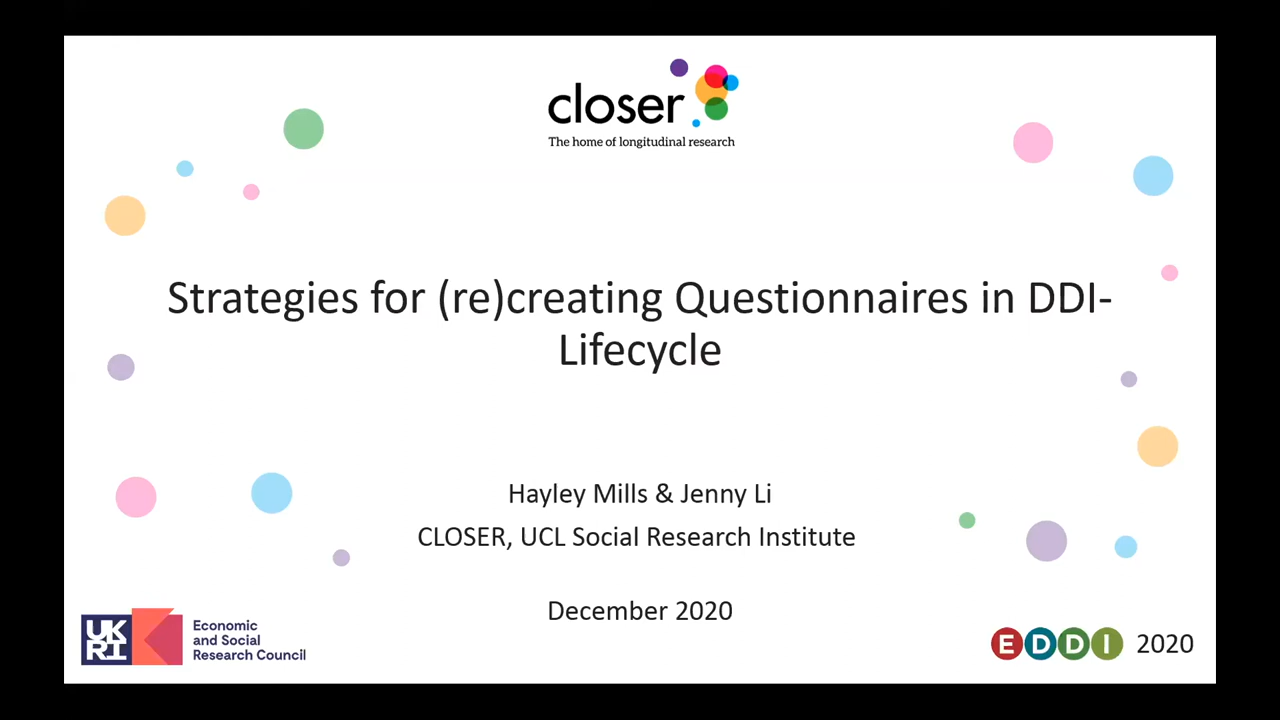 closer
The home of longitudinal research
Strategies for (re)creating Questionnaires in DDI-
Lifecycle
Hayley Mills & Jenny Li
CLOSER, UCL Social Research Institute
December 2020
UK
RI
Economic
and Social
Research Council
EDDI 2020